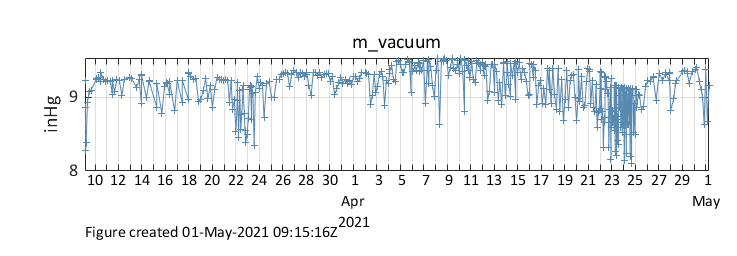 m_vacuum
inHg
9
8
10 12 14 16 18 20 22 24 26 28 30 1 3 5 7 9 11 13 15 17 19 21 23 25 27 29 1
Apr May
2021
Figure created 01-May-2021 09:15:16Z